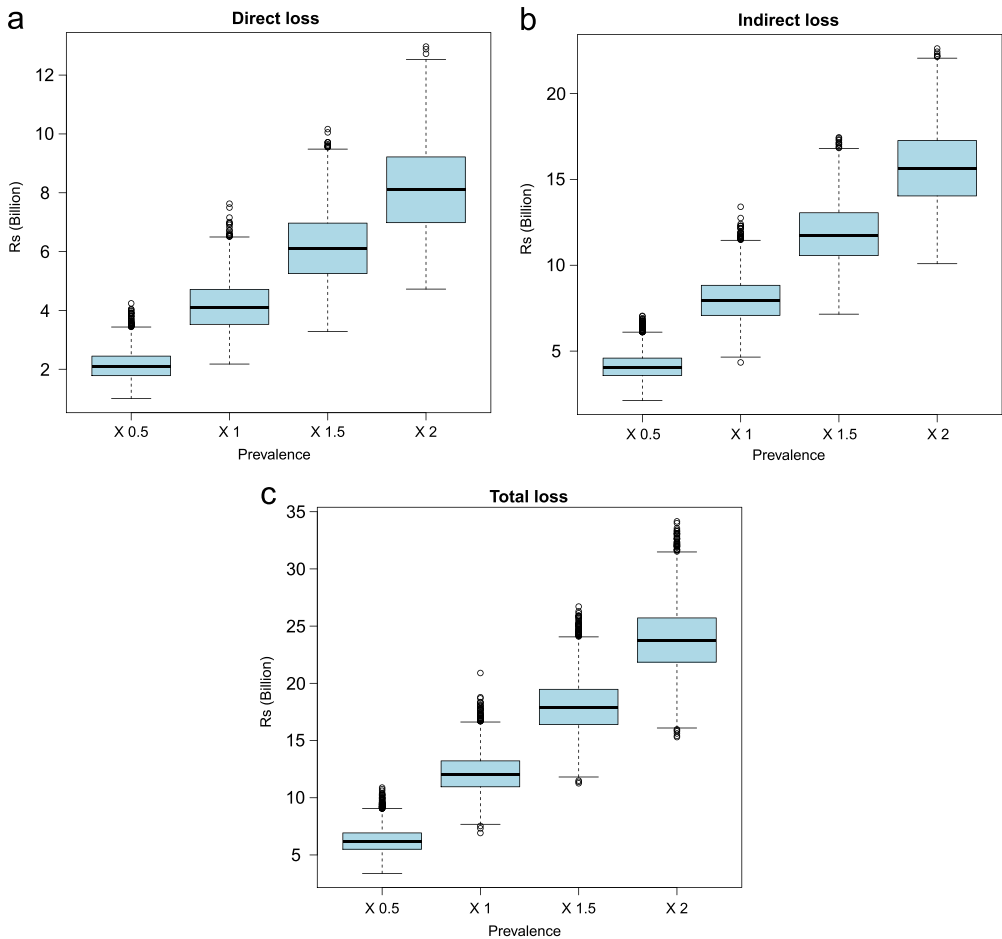 a
Direct loss
12
10
8
6
4
2
Rs (Billion)
X 0.5
X 1
X 1.5
X 2
Prevalence
b
Indirect loss
20
15
10
5
Rs (Billion)
X 0.5
X 1
X 1.5
X 2
Prevalence
c
Total loss
35
30
25
20
15
10
5
Rs (Billion)
X 0.5
X 1
X 1.5
X 2
Prevalence